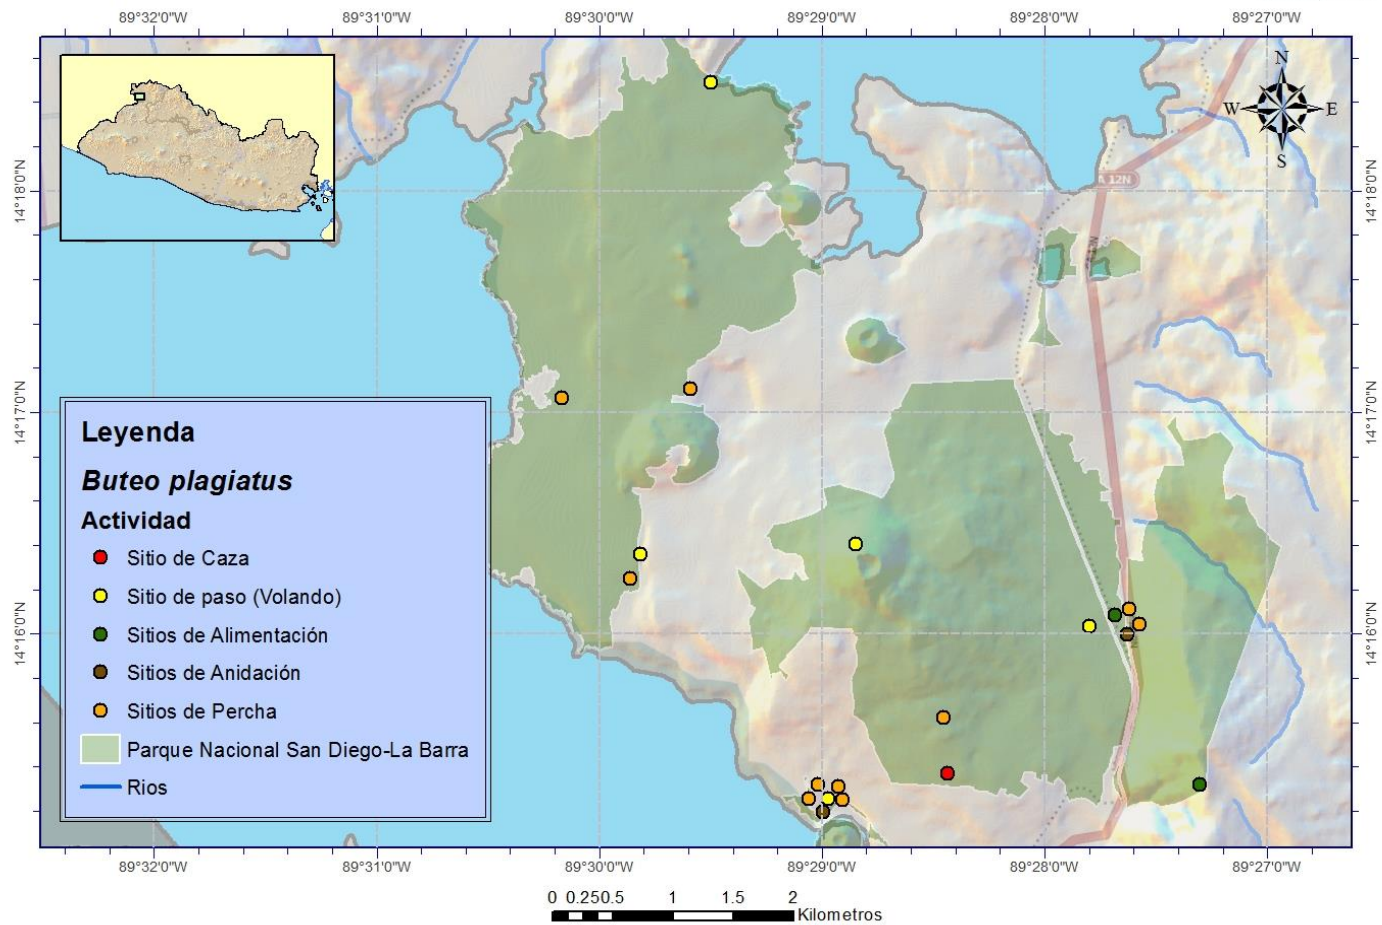 89°32'0"W 89°31'0"W 89°30'0"W 89°29'0"W 89°28'0"W 89°27'0"W
N
W E
S
14°18'0"N 14°18'0"N
A 12N
A 12N
14°17'0"N 14°17'0"N
Leyenda
Buteo plagiatus
Actividad
Sitio de Caza
Sitio de paso (Volando)
Sitios de Alimentación
Sitios de Anidación
Sitios de Percha
Parque Nacional San Diego-La Barra
Rios
14°16'0"N 14°16'0"N
89°32'0"W 89°31'0"W 89°30'0"W 89°29'0"W 89°28'0"W 89°27'0"W
0 0.250.5 1 1.5 2
Kilometros